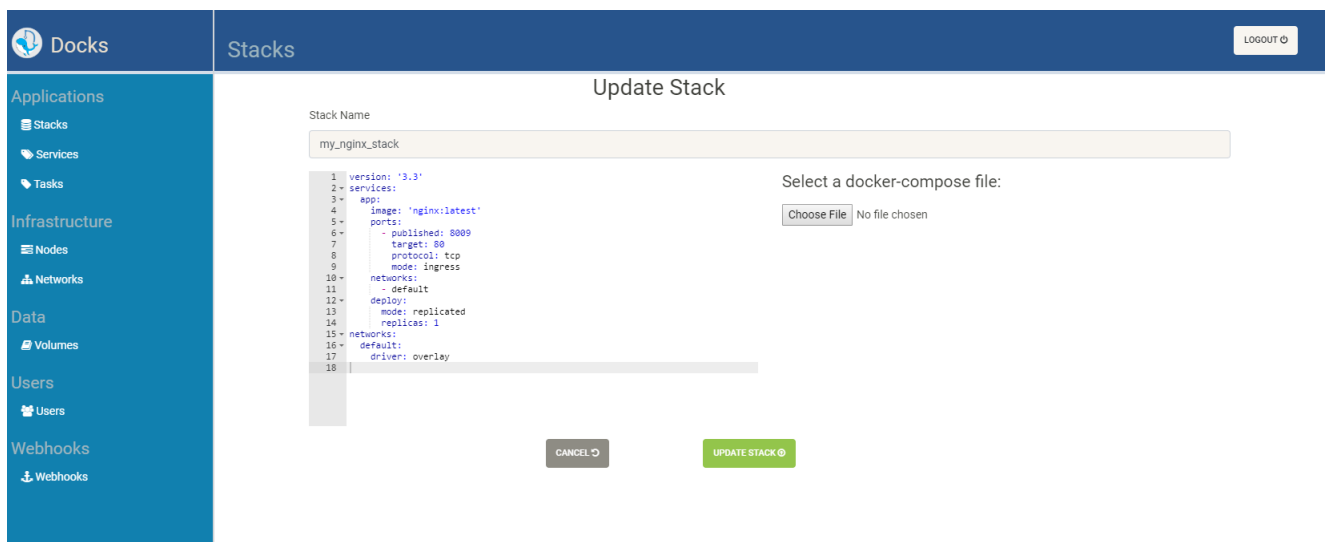 Docks
Stacks
LOGOUT
Applications
Stacks
Services
Tasks
Infrastructure
Nodes
Networks
Data
Volumes
Users
Users
Webhooks
Webhooks
Update Stack
Stack Name
my_nginx_stack
1 version: '3.3'
2 services:
3   app:
4     image: 'nginx:latest'
5     ports:
6       - published: 8009
7         target: 80
8         protocol: tcp
9         mode: ingress
10     networks:
11       - default
12     deploy:
13       mode: replicated
14       replicas: 1
15 networks:
16   default:
17     driver: overlay
18
Select a docker-compose file:
Choose File No file chosen
CANCEL
UPDATE STACK